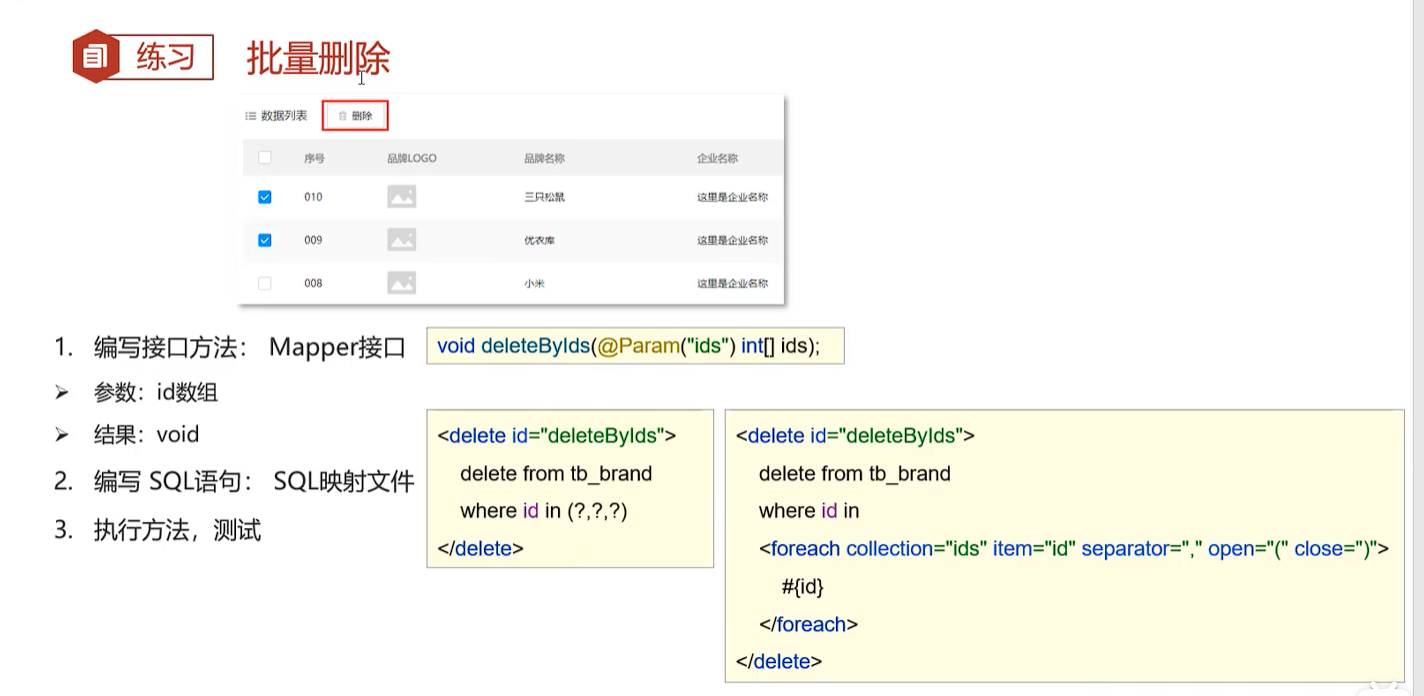 练习 批量删除
数据列表 删除
序号 品牌LOGO 品牌名称 企业名称
010 三只松鼠 这里是企业名称
009 优衣库 这里是企业名称
008 小米 这里是企业名称
1. 编写接口方法： Mapper接口
void deleteByIds(@Param("ids") int[] ids);
➢ 参数：id数组
➢ 结果：void
2. 编写 SQL语句： SQL映射文件
3. 执行方法，测试
<delete id="deleteByIds">
delete from tb_brand
where id in (?,?,?)
</delete>
<delete id="deleteByIds">
delete from tb_brand
where id in
<foreach collection="ids" item="id" separator="," open="(" close=")">
#{id}
</foreach>
</delete>